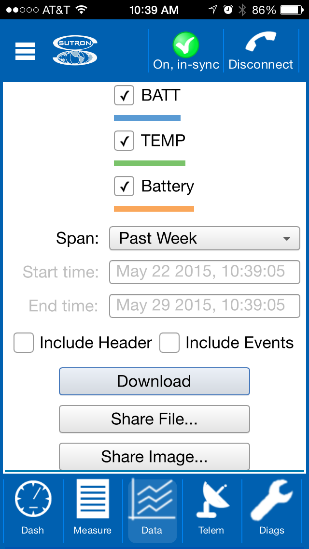 AT&T 10:39 AM 86%
SUTRON
On, in-sync Disconnect
BATT
TEMP
Battery
Span: Past Week
Start time: May 22 2015, 10:39:05
End time: May 29 2015, 10:39:05
Include Header Include Events
Download
Share File...
Share Image...
Dash Measure Data Telem Diags